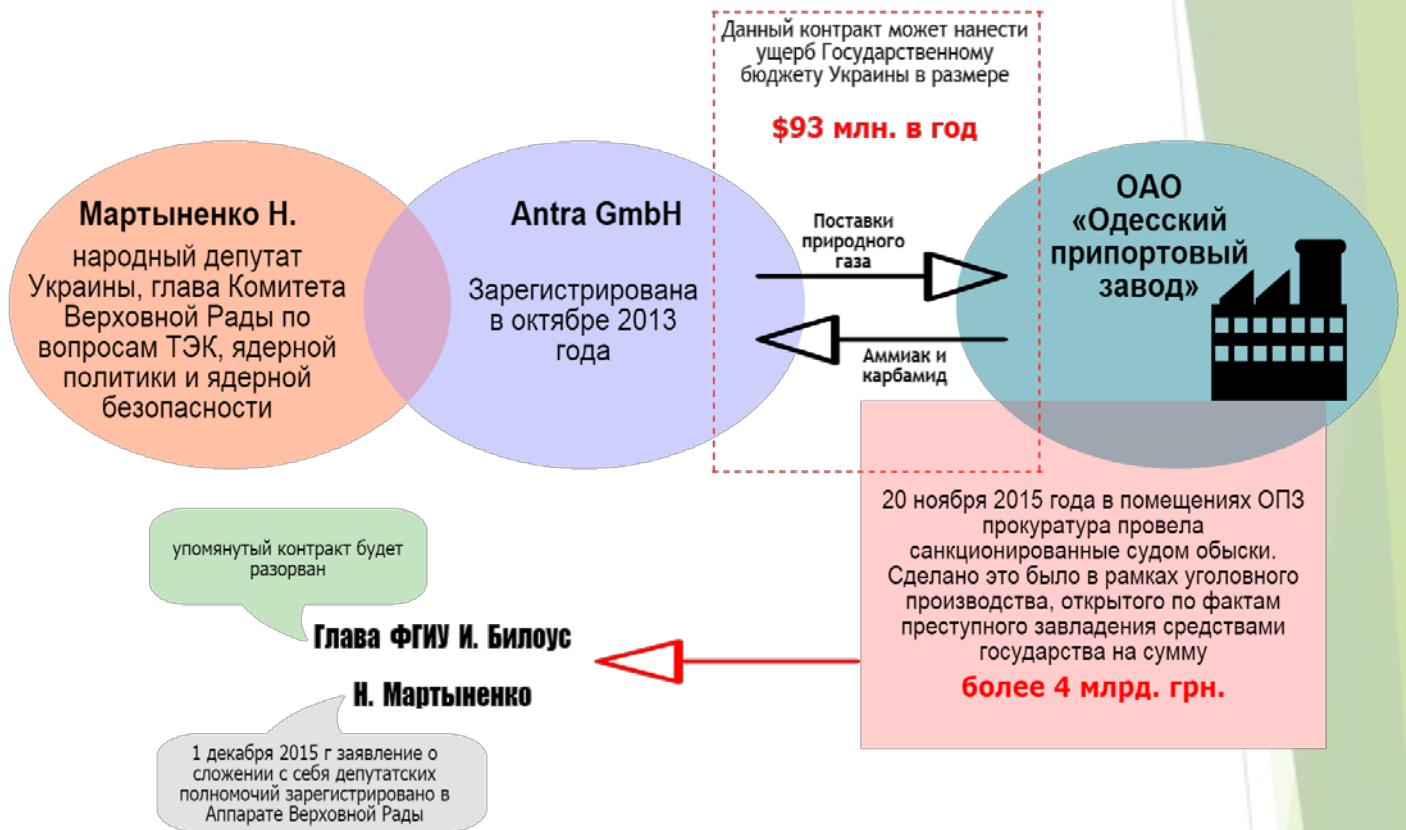 Данный контракт может нанести
ущерб Государственному
бюджету Украины в размере
$93 млн. в год
Мартыненко Н.
народный депутат
Украины, глава Комитета
Верховной Рады по
вопросам ТЭК, ядерной
политики и ядерной
безопасности
Antra GmbH
Зарегистрирована
в октябре 2013
года
Поставки
природного
газа
Аммиак и
карбамид
ОАО
«Одесский
припортовый
завод»
20 ноября 2015 года в помещениях ОПЗ
прокуратура провела
санкционированные судом обыски.
Сделано это было в рамках уголовного
производства, открытого по фактам
преступного завладения средствами
государства на сумму
более 4 млрд. грн.
упомянутый контракт будет
разорван
Глава ФГИУ И. Билоус
Н. Мартыненко
1 декабря 2015 г заявление о
сложении с себя депутатских
полномочий зарегистрировано в
Аппарате Верховной Рады